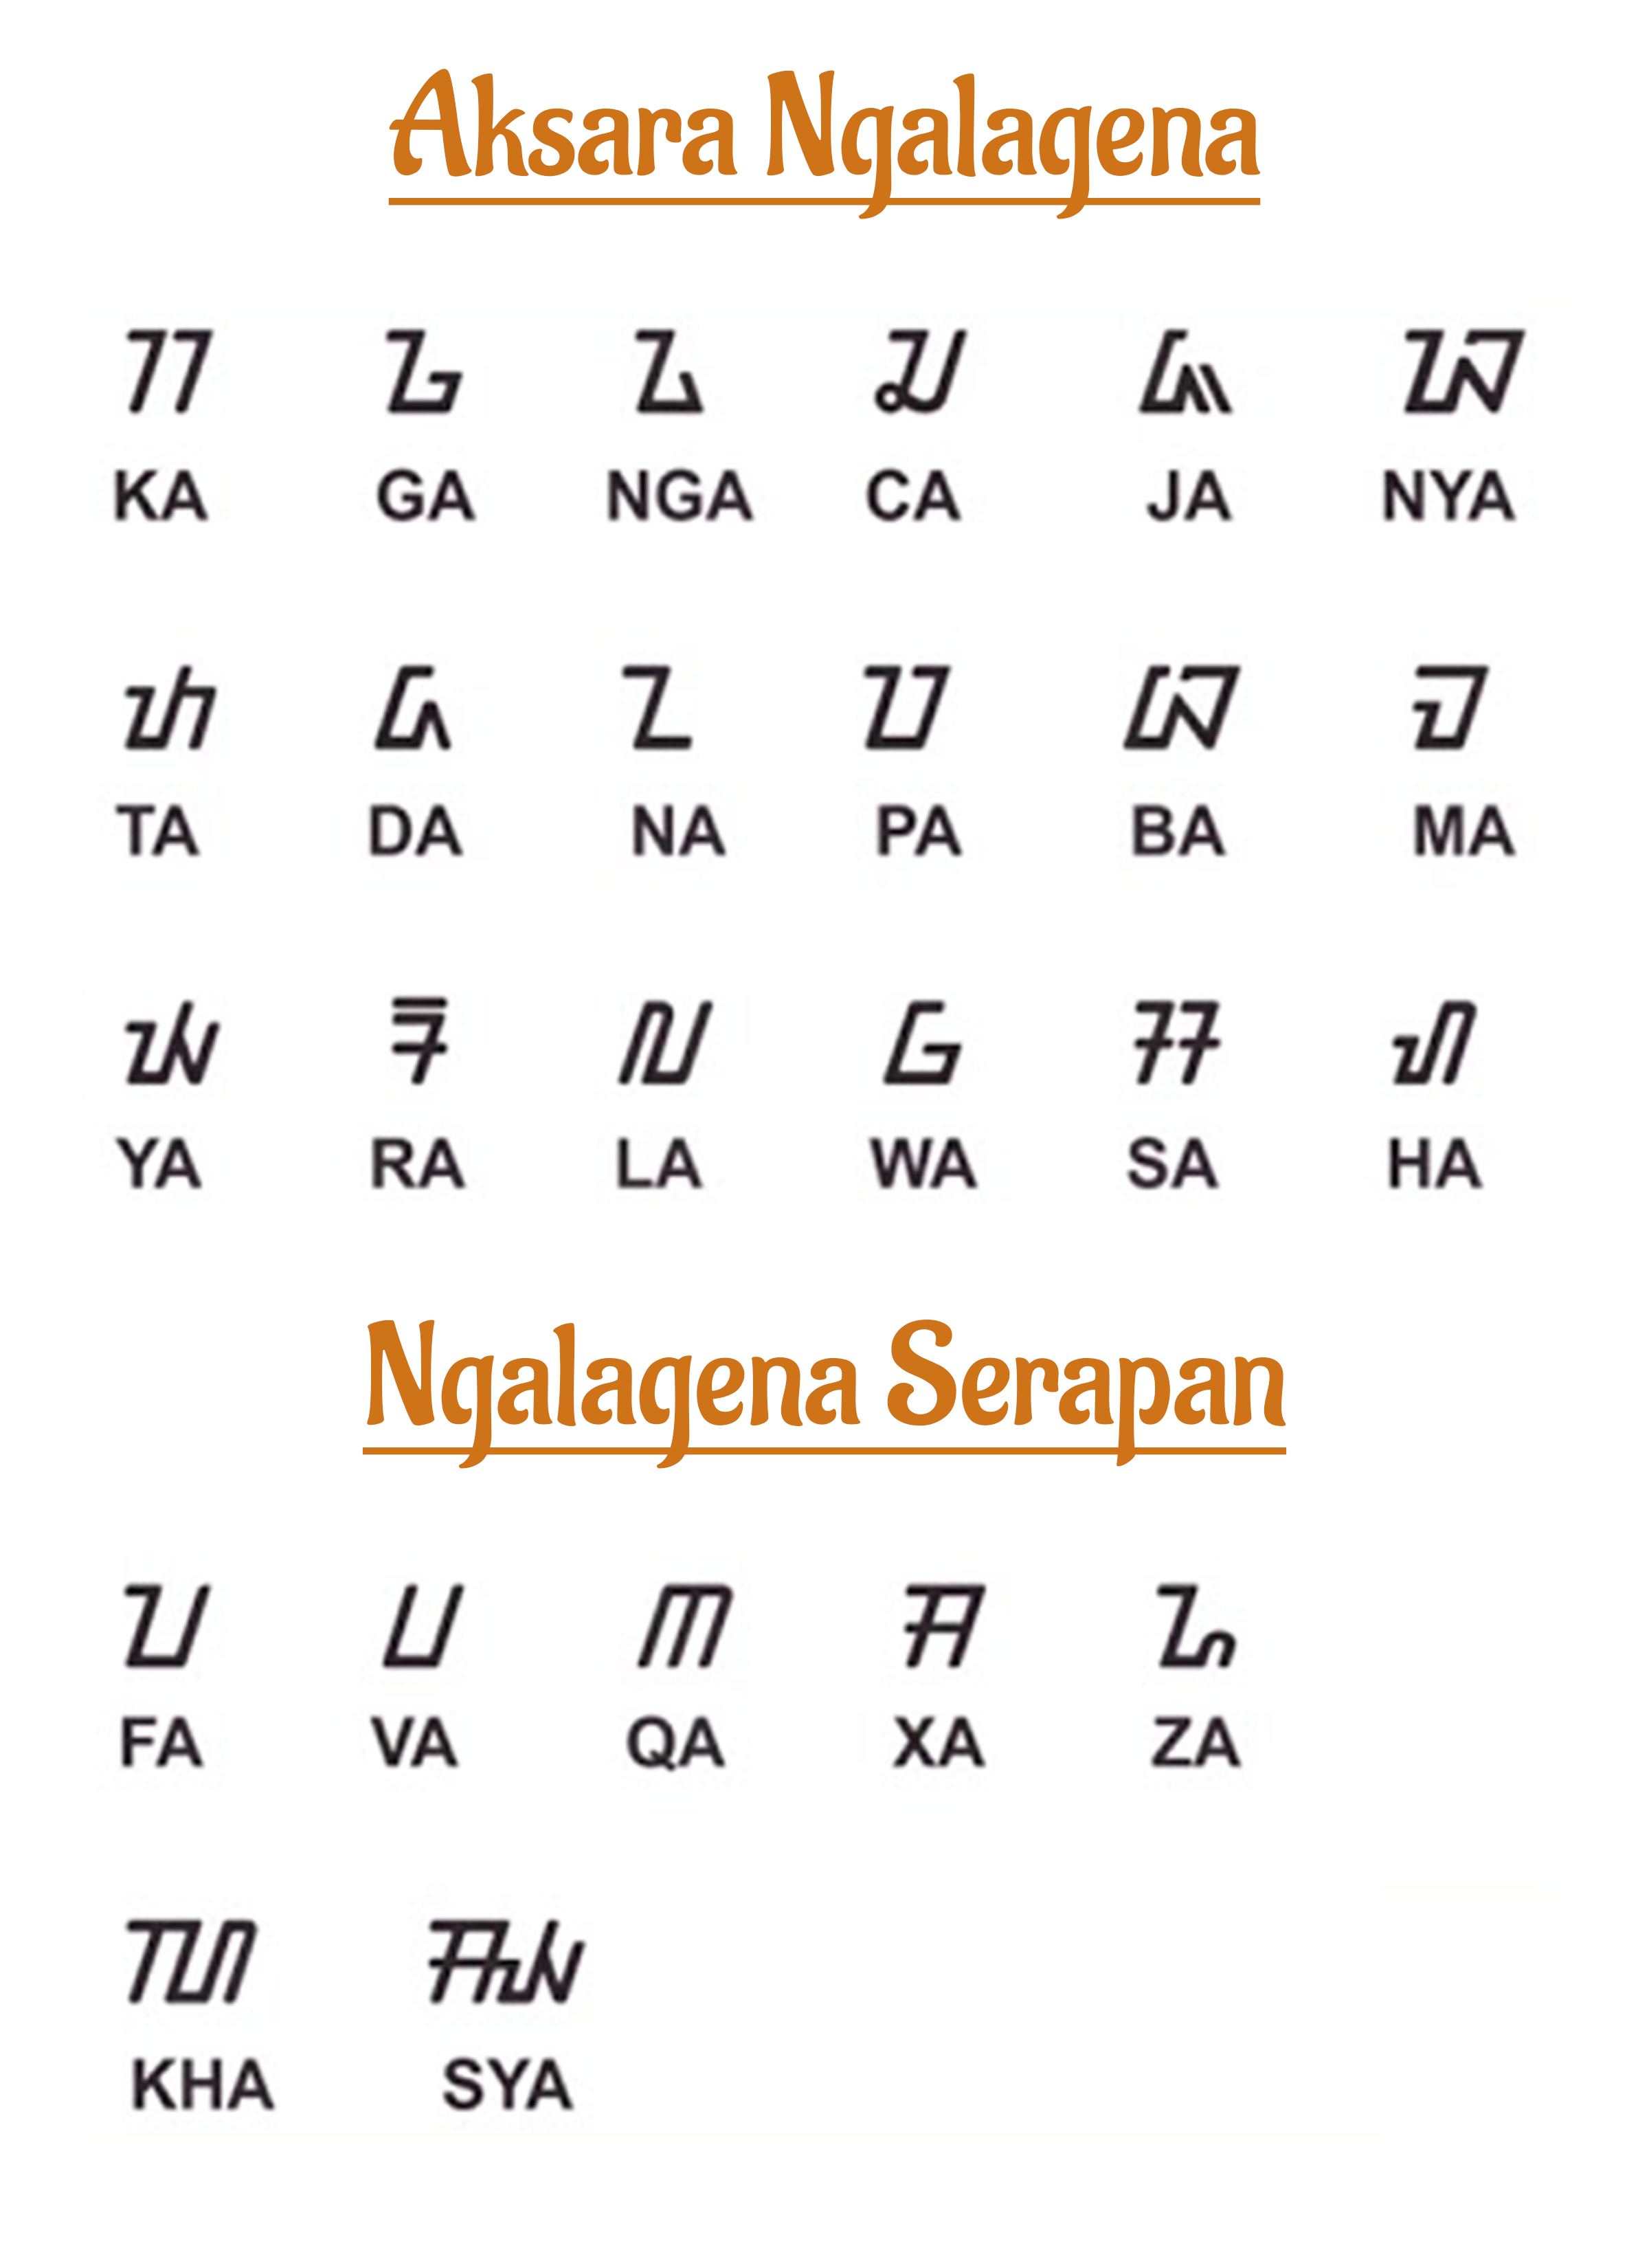 Aksara Ngalagena
ᮊ ᮌ ᮍ ᮎ ᮏ ᮑ
KA GA NGA CA JA NYA
ᮒ ᮓ ᮔ ᮕ ᮘ ᮙ
TA DA NA PA BA MA
ᮚ ᮛ ᮜ ᮝ ᮞ ᮠ
YA RA LA WA SA HA
Ngalagena Serapan
ᮖ ᮗ ᮋ ᮟ ᮐ
FA VA QA XA ZA
ᮮ ᮯ
KHA SYA